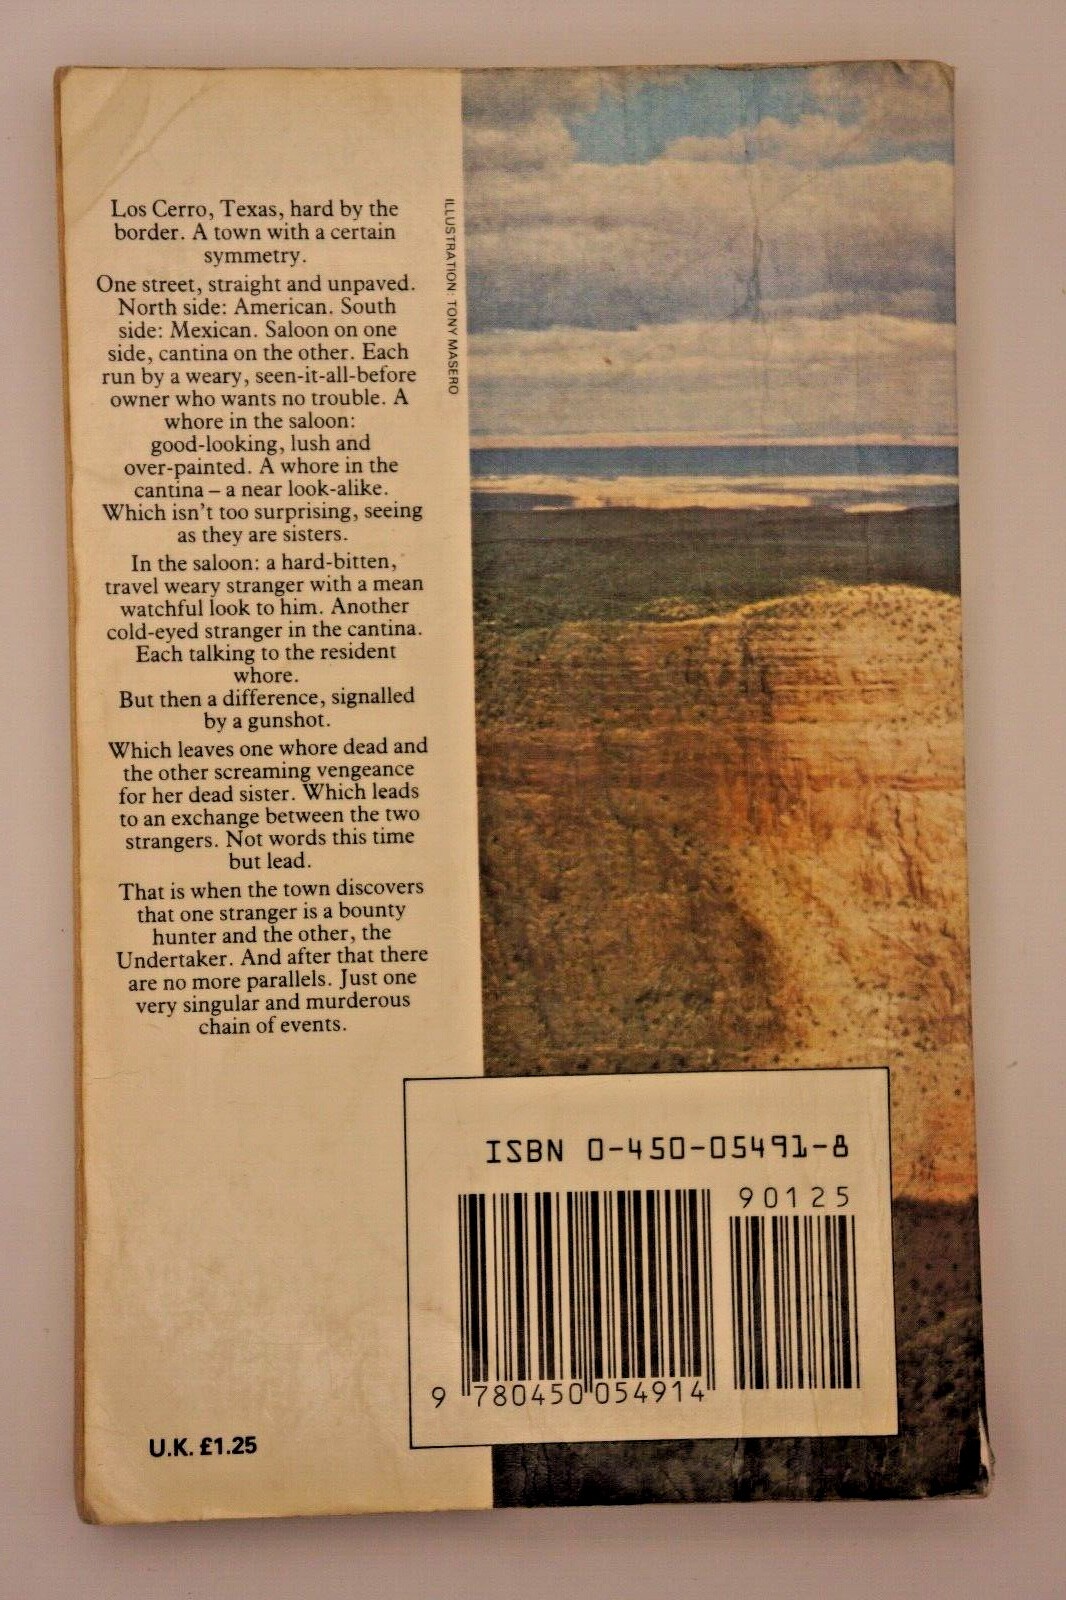 Los Cerro, Texas, hard by the
border. A town with a certain
symmetry.
One street, straight and unpaved.
North side: American. South
side: Mexican. Saloon on one
side, cantina on the other. Each
run by a weary, seen-it-all-before
owner who wants no trouble. A
whore in the saloon:
good-looking, lush and
over-painted. A whore in the
cantina – a near look-alike.
Which isn't too surprising, seeing
as they are sisters.
In the saloon: a hard-bitten,
travel weary stranger with a mean
watchful look to him. Another
cold-eyed stranger in the cantina.
Each talking to the resident
whore.
But then a difference, signalled
by a gunshot.
Which leaves one whore dead and
the other screaming vengeance
for her dead sister. Which leads
to an exchange between the two
strangers. Not words this time
but lead.
That is when the town discovers
that one stranger is a bounty
hunter and the other, the
Undertaker. And after that there
are no more parallels. Just one
very singular and murderous
chain of events.
ILLUSTRATION: TONY MASERO
ISBN 0-450-05491-8
90125
9 780450 054914
U.K. £1.25